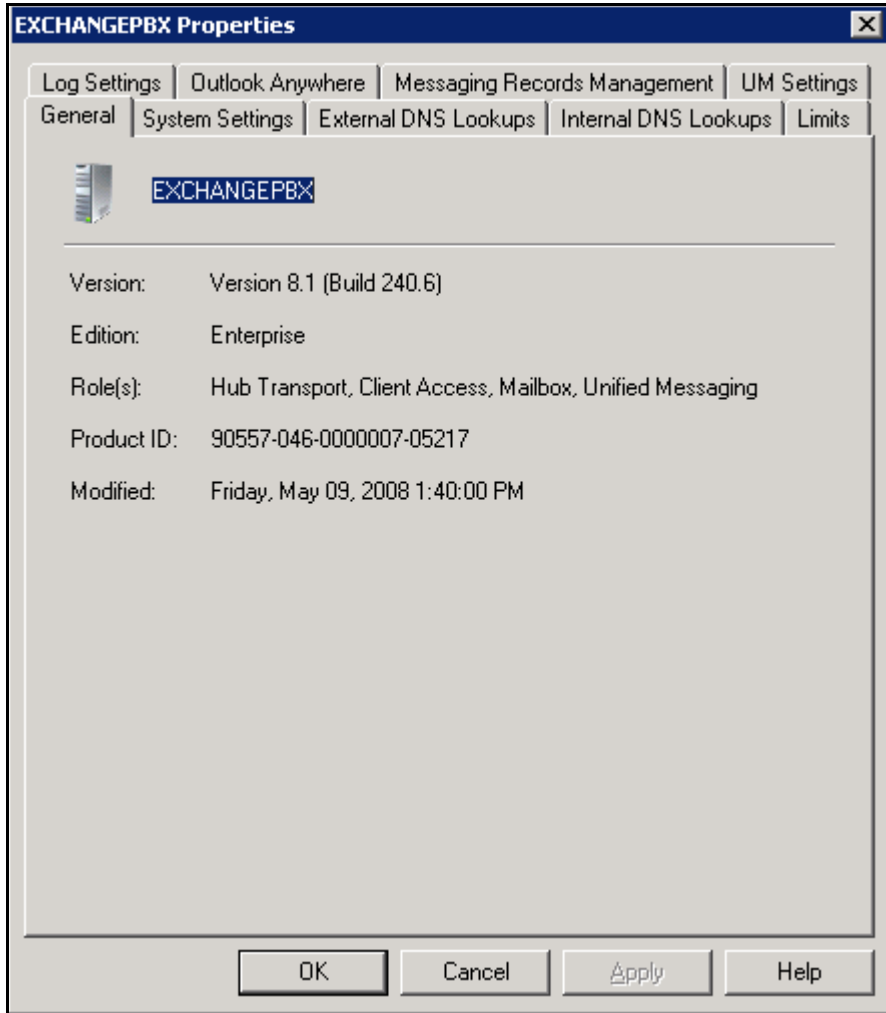 EXCHANGEPBX Properties
Log Settings Outlook Anywhere Messaging Records Management UM Settings
General System Settings External DNS Lookups Internal DNS Lookups Limits
EXCHANGEPBX
Version: Version 8.1 (Build 240.6)
Edition: Enterprise
Role(s): Hub Transport, Client Access, Mailbox, Unified Messaging
Product ID: 90557-046-0000007-05217
Modified: Friday, May 09, 2008 1:40:00 PM
OK Cancel Apply Help